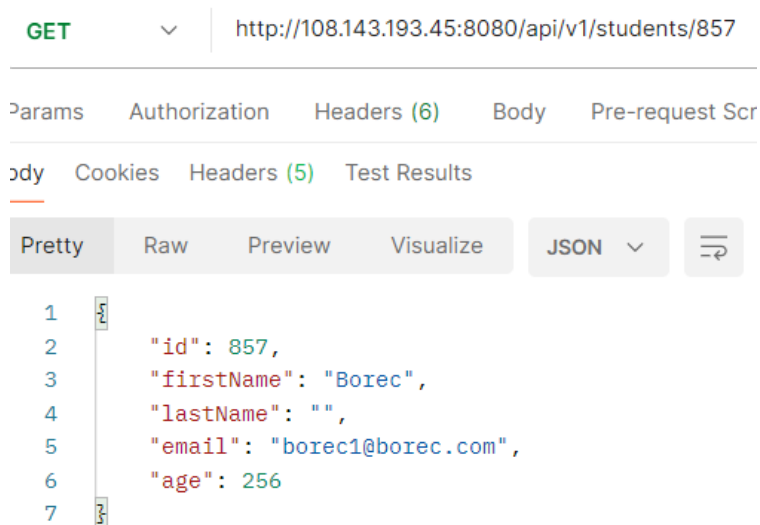 GET http://108.143.193.45:8080/api/v1/students/857
Params Authorization Headers (6) Body Pre-request Scr
ody Cookies Headers (5) Test Results
Pretty Raw Preview Visualize JSON
1 {
2 "id": 857,
3 "firstName": "Borec",
4 "lastName": "",
5 "email": "borec1@borec.com",
6 "age": 256
7 }